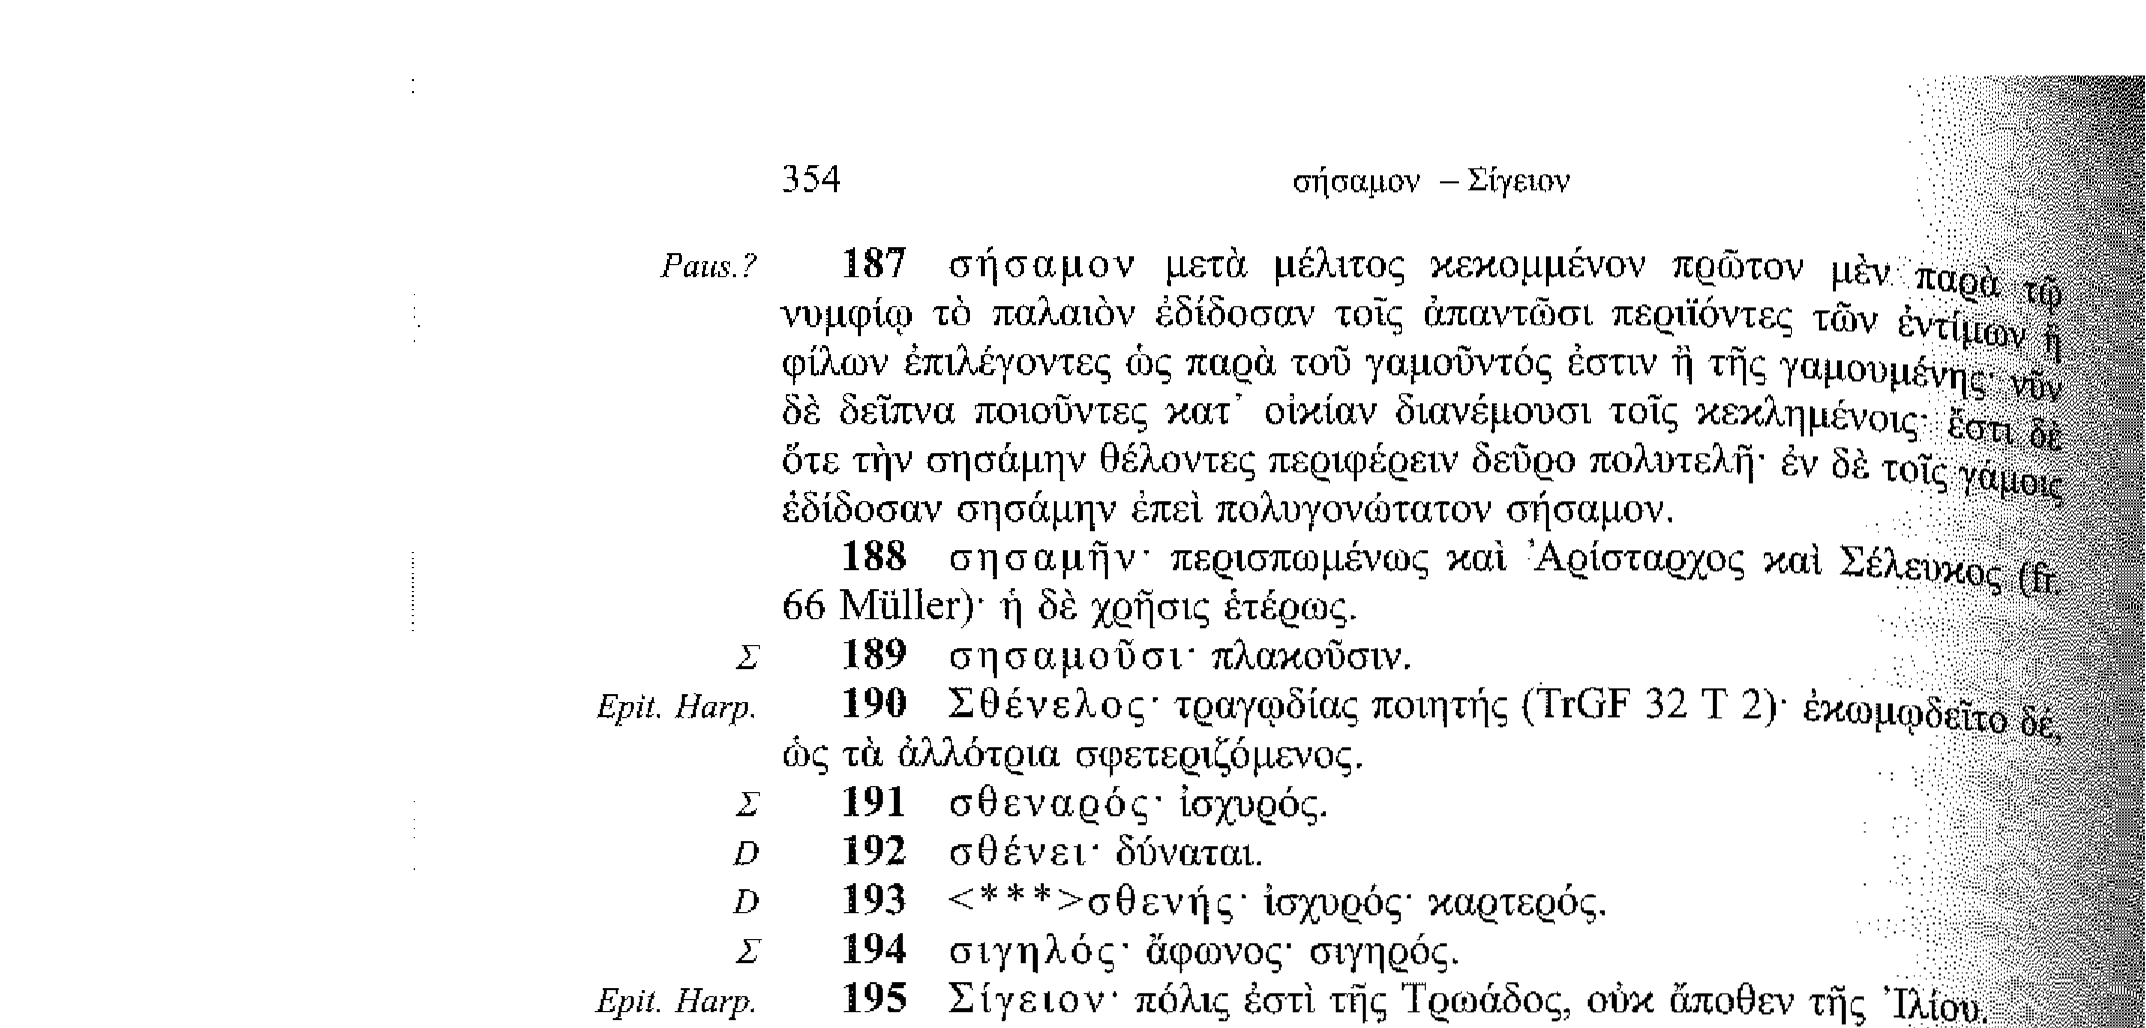 354 σήσαμον – Σίγειον
Paus.? 187 σήσαμον μετὰ μέλιτος κεκομμένον πρῶτον μὲν παρὰ τῷ
νυμφίῳ τὸ παλαιὸν ἐδίδοσαν τοῖς ἀπαντῶσι περιϊόντες τῶν ἐντίμων ἢ
φίλων ἐπιλέγοντες ὡς παρὰ τοῦ γαμοῦντός ἐστιν ἢ τῆς γαμουμένης· νῦν
δὲ δεῖπνα ποιοῦντες κατ᾽ οἰκίαν διανέμουσι τοῖς κεκλημένοις· ἔστι δὲ
ὅτε τὴν σησάμην θέλοντες περιφέρειν δεῦρο πολυτελῆ· ἐν δὲ τοῖς γάμοις
ἐδίδοσαν σησάμην ἐπεὶ πολυγονώτατον σήσαμον.
188 σησαμῆν· περισπωμένως καὶ Ἀρίσταρχος καὶ Σέλευκος (fr.
66 Müller)· ἡ δὲ χρῆσις ἑτέρως.
Σ 189 σησαμοῦσι· πλακοῦσιν.
Epit. Harp. 190 Σθένελος· τραγῳδίας ποιητής (TrGF 32 T 2)· ἐκωμῳδεῖτο δέ,
ὡς τὰ ἀλλότρια σφετεριζόμενος.
Σ 191 σθεναρός· ἰσχυρός.
D 192 σθένει· δύναται.
D 193 <***>σθενής· ἰσχυρός· καρτερός.
Σ 194 σιγηλός· ἄφωνος· σιγηρός.
Epit. Harp. 195 Σίγειον· πόλις ἐστὶ τῆς Τρωάδος, οὐκ ἄποθεν τῆς Ἰλίου.